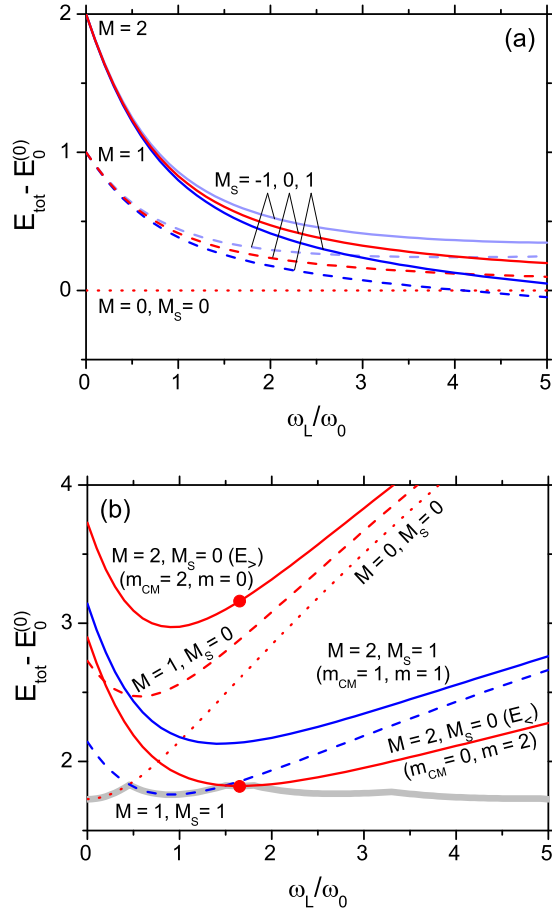 (a)
2
M = 2
1
M = 1
M_S = -1, 0, 1
0
M = 0, M_S = 0
E_tot - E_0^(0)
0 1 2 3 4 5
ω_L/ω_0
(b)
4
M = 2, M_S = 0 (E_>)
(m_CM = 2, m = 0)
M = 0, M_S = 0
M = 1, M_S = 0
3
M = 2, M_S = 1
(m_CM = 1, m = 1)
M = 2, M_S = 0 (E_<)
(m_CM = 0, m = 2)
2
M = 1, M_S = 1
E_tot - E_0^(0)
0 1 2 3 4 5
ω_L/ω_0